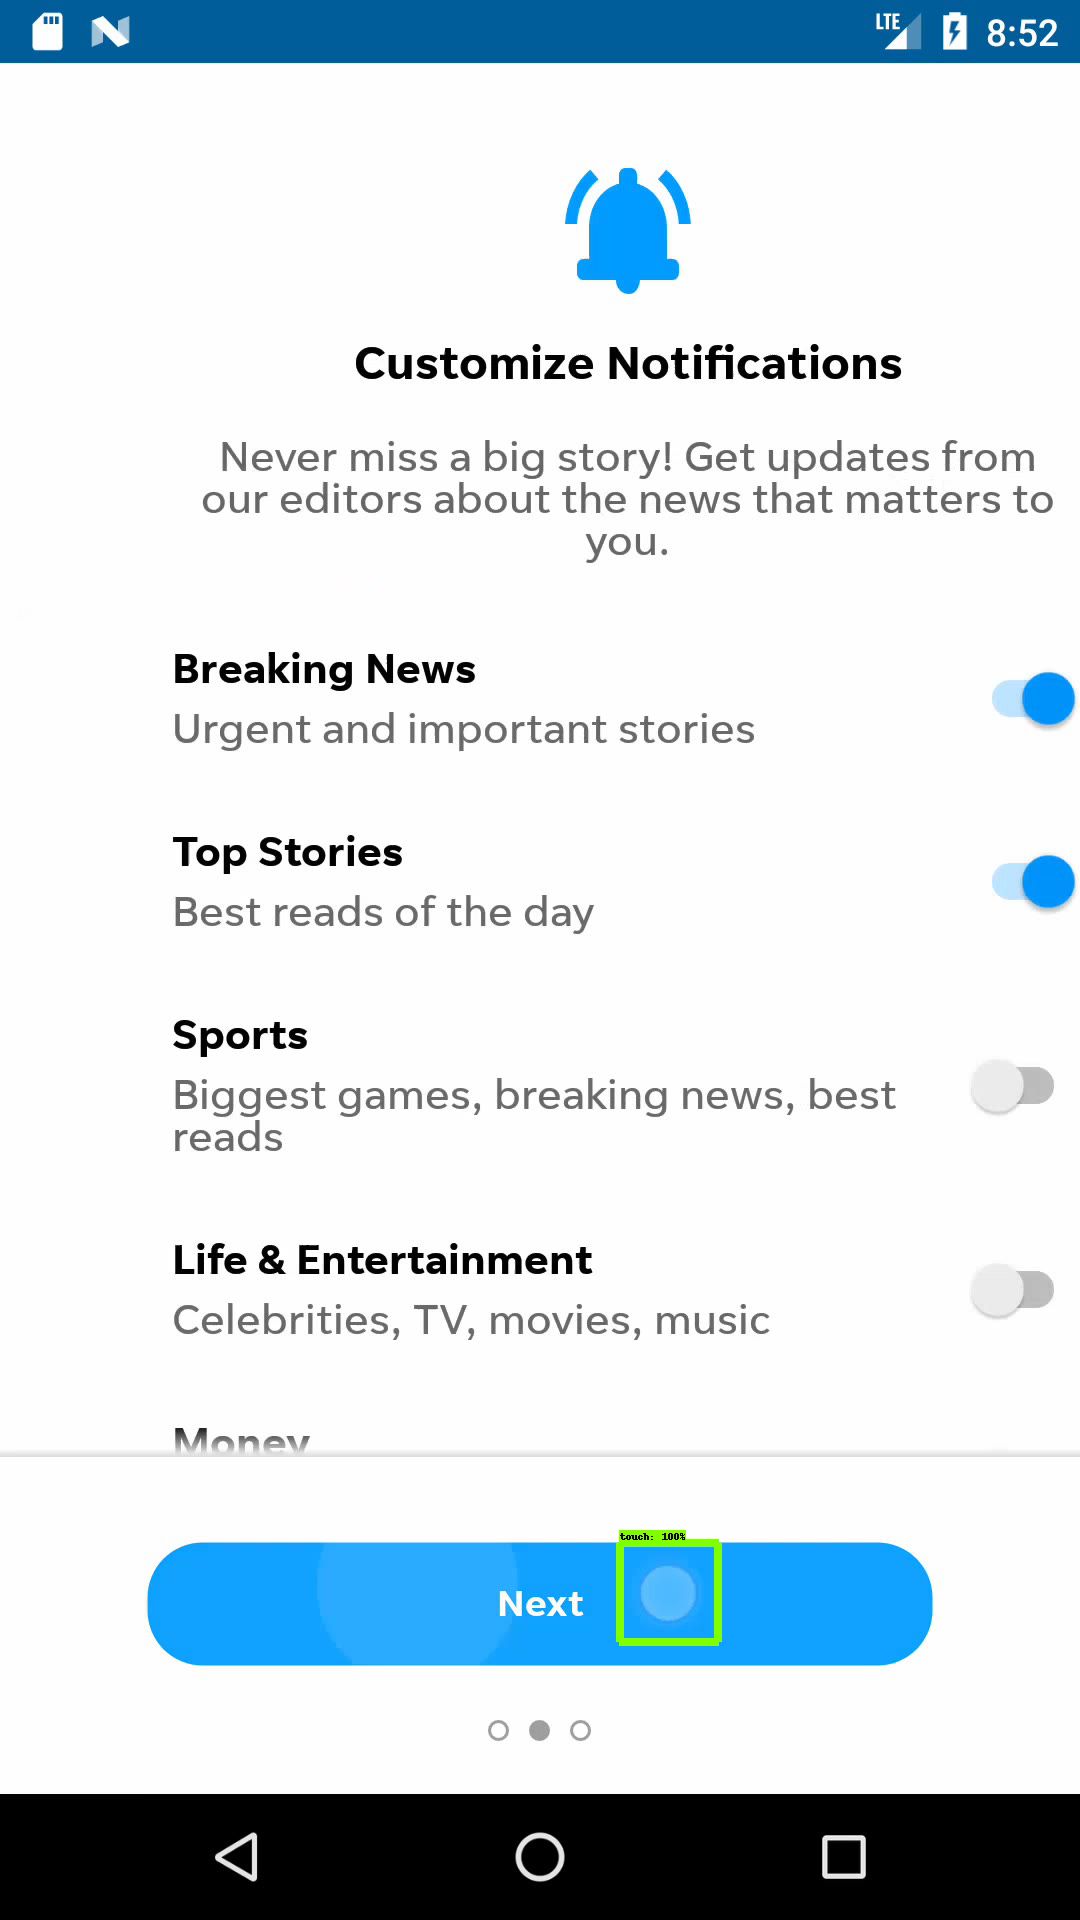 LTE 8:52
Customize Notifications
Never miss a big story! Get updates from
our editors about the news that matters to
you.
Breaking News
Urgent and important stories
Top Stories
Best reads of the day
Sports
Biggest games, breaking news, best
reads
Life & Entertainment
Celebrities, TV, movies, music
Money
touch: 100%
Next